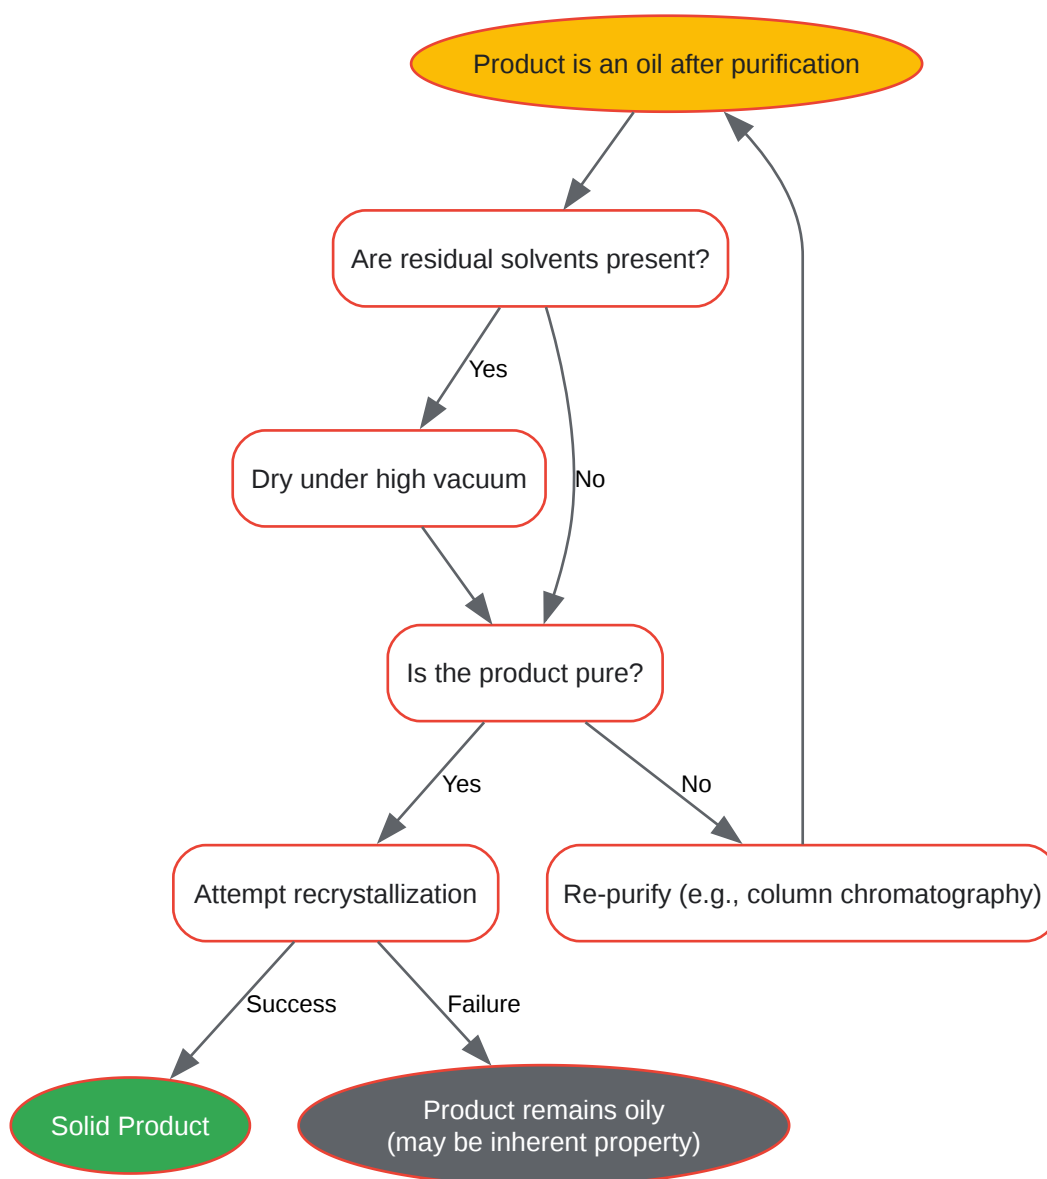 Product is an oil after purification
Are residual solvents present?
Yes
Dry under high vacuum
No
Is the product pure?
Yes
No
Attempt recrystallization
Re-purify (e.g., column chromatography)
Success
Failure
Solid Product
Product remains oily
(may be inherent property)